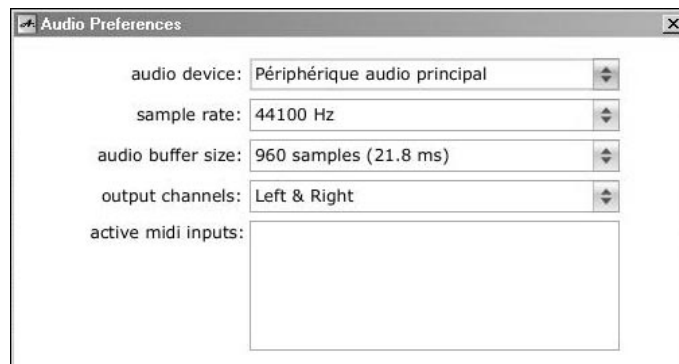 Audio Preferences
audio device: Périphérique audio principal
sample rate: 44100 Hz
audio buffer size: 960 samples (21.8 ms)
output channels: Left & Right
active midi inputs: